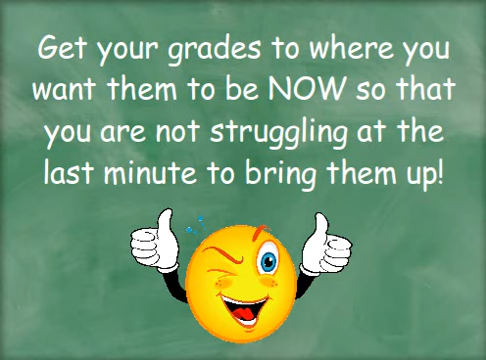 Get your grades to where you
want them to be NOW so that
you are not struggling at the
last minute to bring them up!